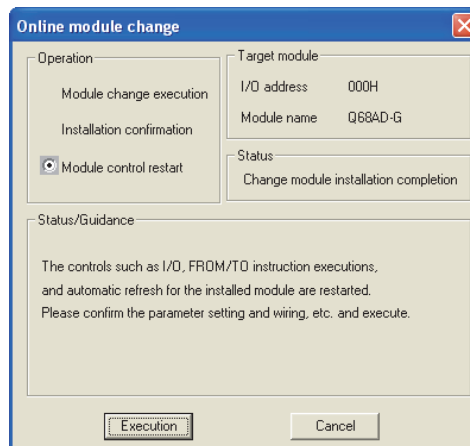 Online module change
Operation
Module change execution
Installation confirmation
Module control restart
Target module
I/O address 000H
Module name Q68AD-G
Status
Change module installation completion
Status/Guidance
The controls such as I/O, FROM/TO instruction executions,
and automatic refresh for the installed module are restarted.
Please confirm the parameter setting and wiring, etc. and execute.
Execution Cancel